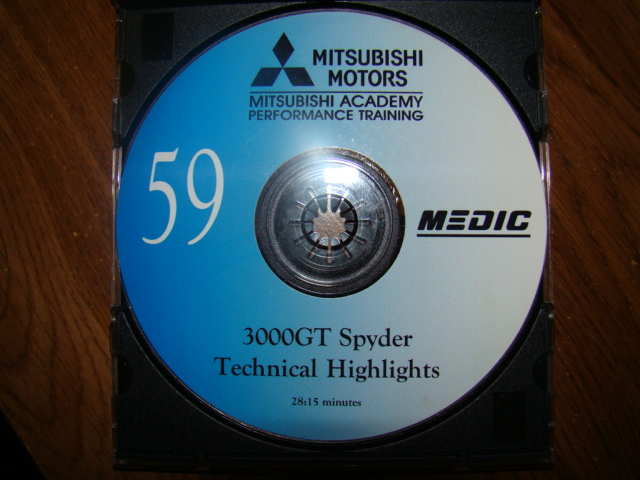 MITSUBISHI
MOTORS
MITSUBISHI ACADEMY
PERFORMANCE TRAINING
59
MEDIC
3000GT Spyder
Technical Highlights
28:15 minutes